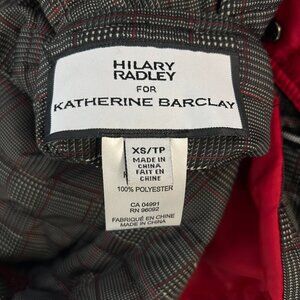 HILARY
RADLEY
FOR
KATHERINE BARCLAY
XS/TP
MADE IN
CHINA
FAIT EN
CHINE
100% POLYESTER
CA 04991
RN 96092
FABRIQUÉ EN CHINE
MADE IN CHINA